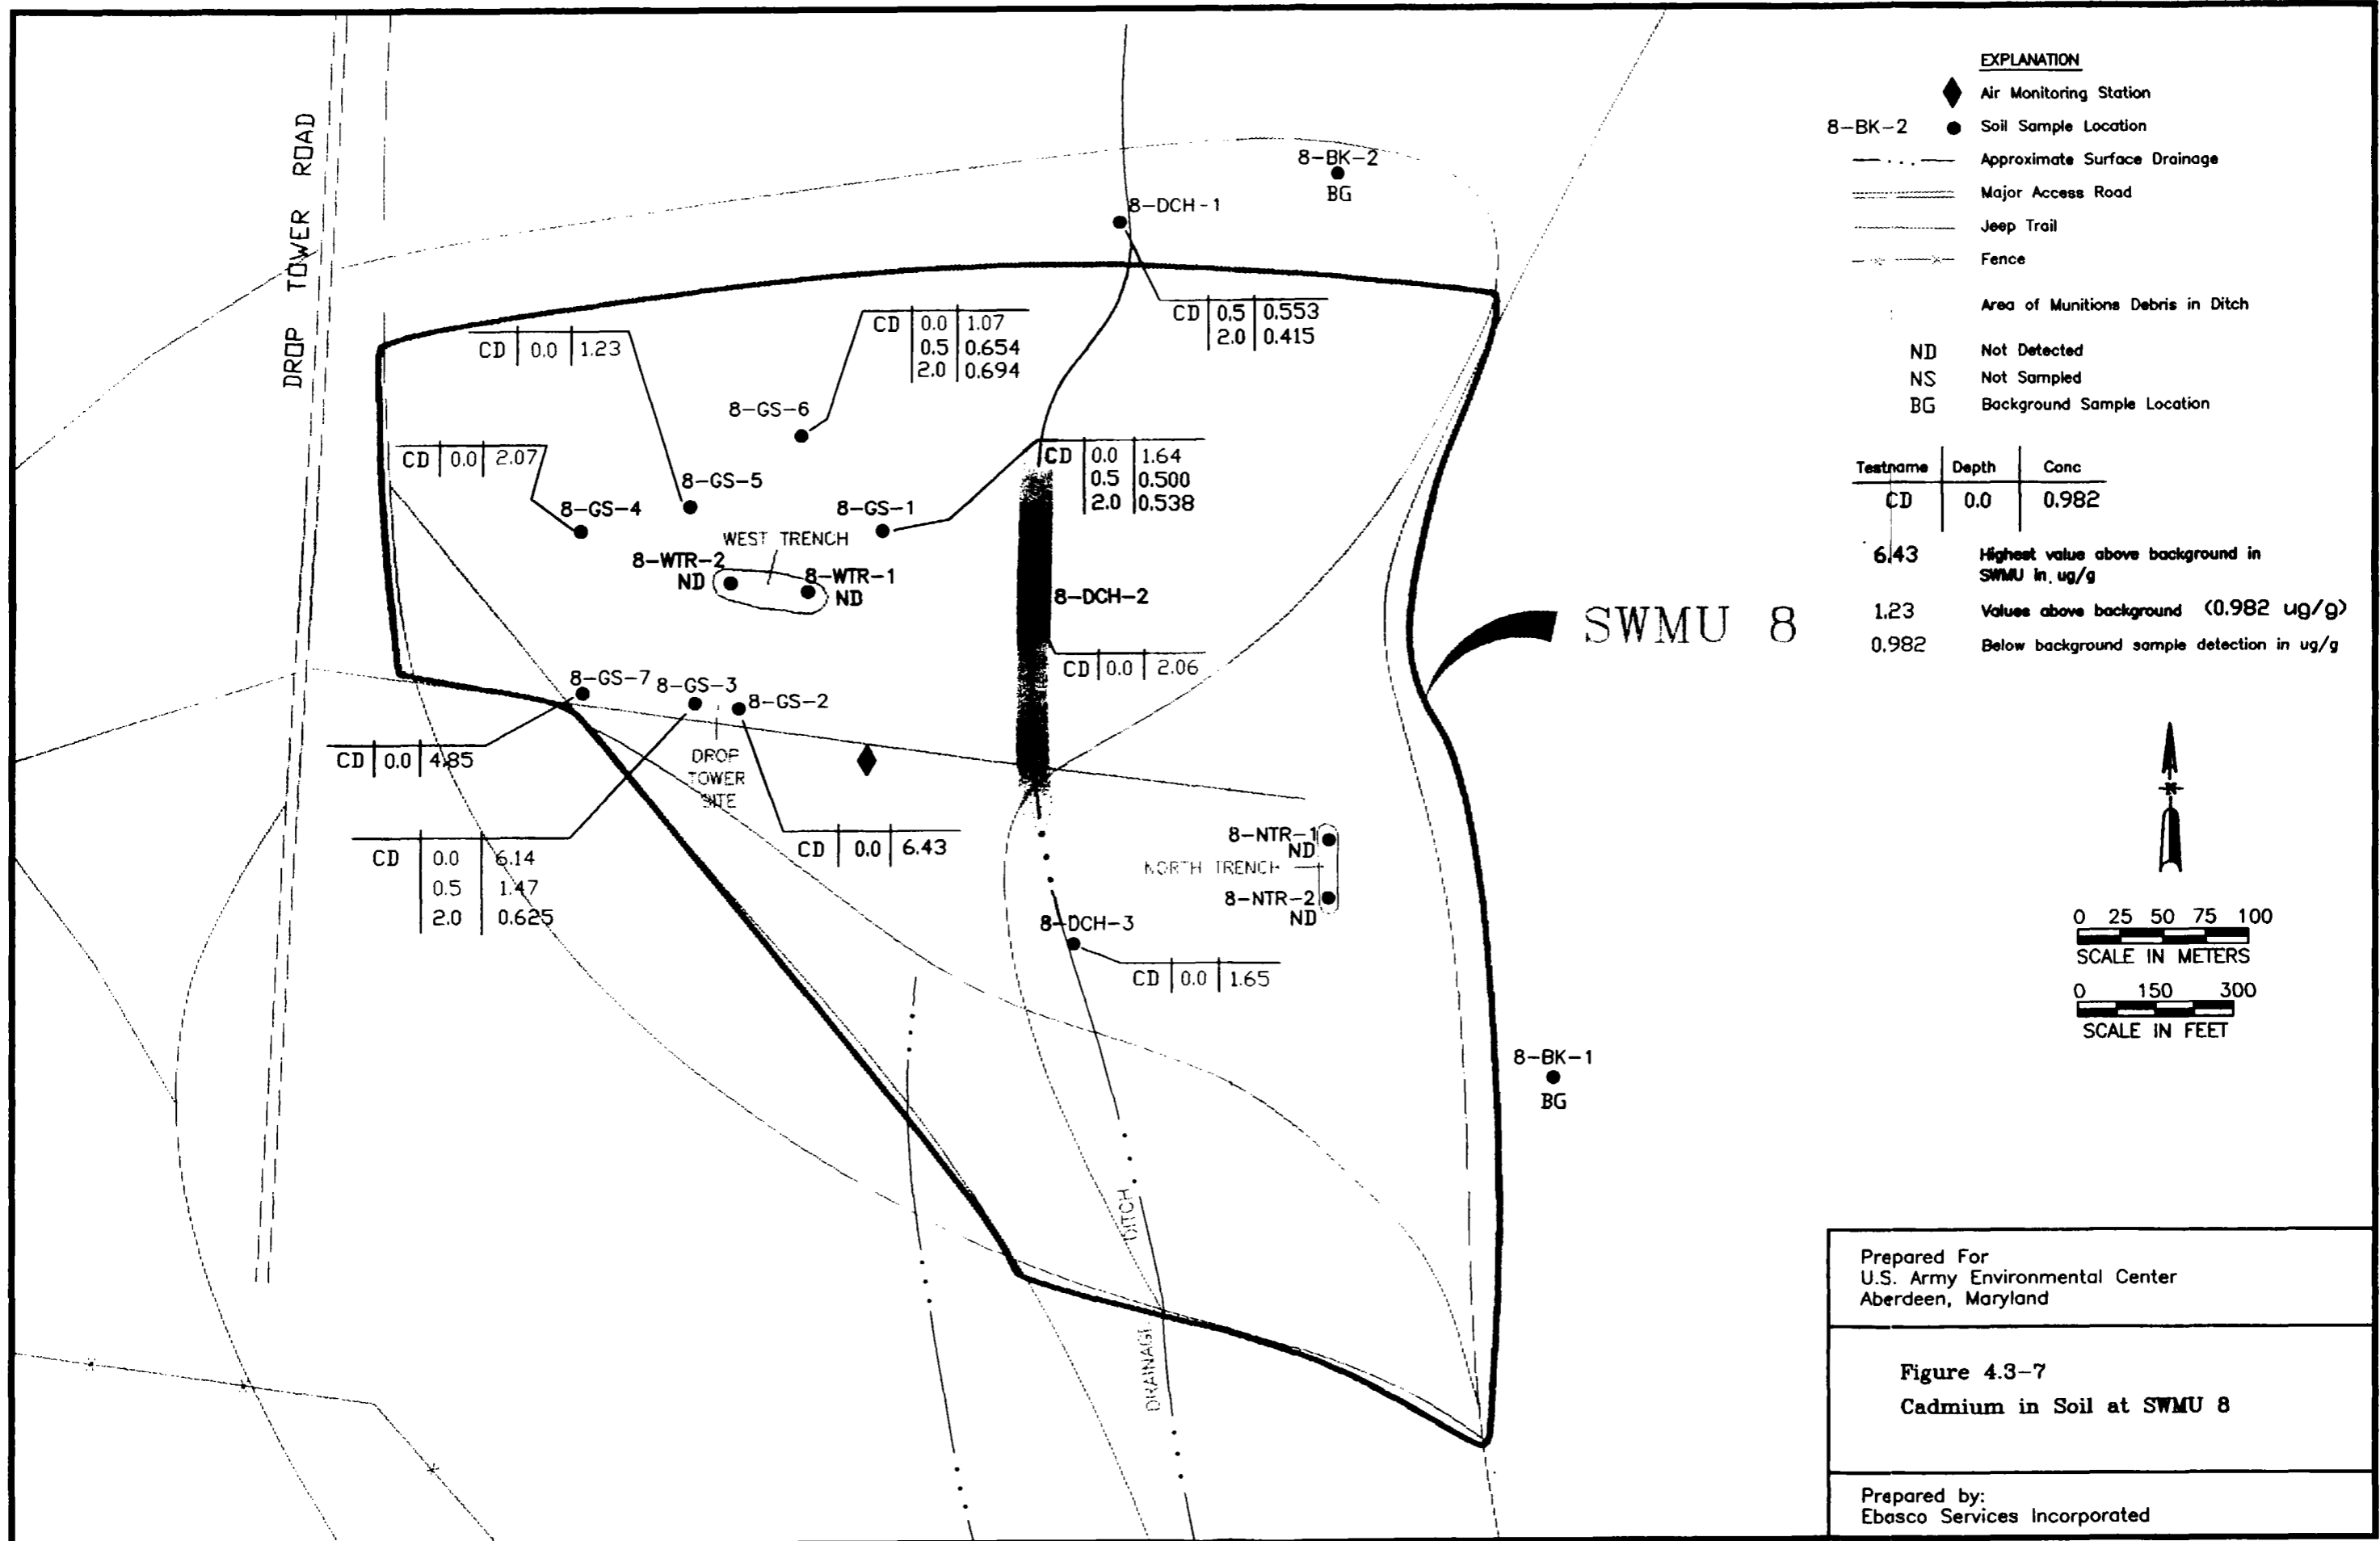 EXPLANATION
Air Monitoring Station
8-BK-2 Soil Sample Location
Approximate Surface Drainage
Major Access Road
Jeep Trail
Fence
Area of Munitions Debris in Ditch
ND Not Detected
NS Not Sampled
BG Background Sample Location
Testname Depth Conc
CD 0.0 0.982
6.43 Highest value above background in
SWMU in ug/g
1.23 Values above background (0.982 ug/g)
0.982 Below background sample detection in ug/g
DROP TOWER ROAD
8-BK-2
BG
8-DCH-1
CD 0.5 0.553
2.0 0.415
CD 0.0 1.23
CD 0.0 1.07
0.5 0.654
2.0 0.694
8-GS-6
CD 0.0 2.07
8-GS-5
8-GS-4
8-GS-1
CD 0.0 1.64
0.5 0.500
2.0 0.538
WEST TRENCH
8-WTR-2
ND
8-WTR-1
ND
8-DCH-2
CD 0.0 2.06
SWMU 8
8-GS-7
8-GS-3
8-GS-2
CD 0.0 4.85
DROP
TOWER
SITE
CD 0.0 6.14
0.5 1.47
2.0 0.625
CD 0.0 6.43
8-NTR-1
ND
NORTH TRENCH
8-NTR-2
ND
8-DCH-3
CD 0.0 1.65
8-BK-1
BG
DRAINAGE DITCH
0 25 50 75 100
SCALE IN METERS
0 150 300
SCALE IN FEET
Prepared For
U.S. Army Environmental Center
Aberdeen, Maryland
Figure 4.3-7
Cadmium in Soil at SWMU 8
Prepared by:
Ebasco Services Incorporated